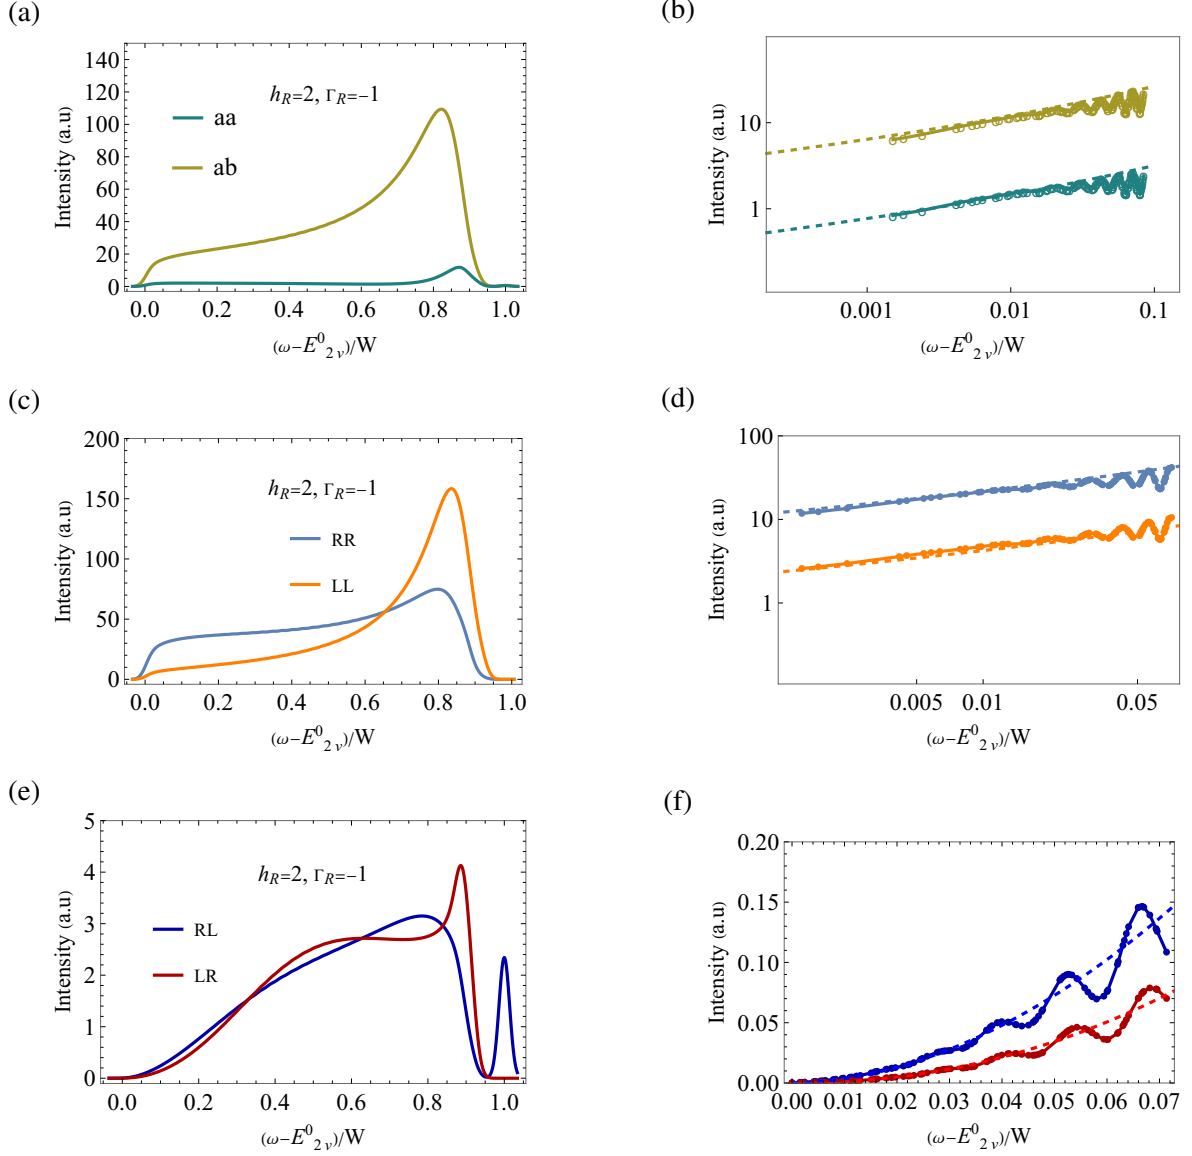 (a)
140
120
100
80
60
40
20
0
Intensity (a.u)
h_R=2, Γ_R=−1
aa
ab
0.0 0.2 0.4 0.6 0.8 1.0
(ω−E⁰₂ᵥ)/W
(b)
10
1
Intensity (a.u)
0.001 0.01 0.1
(ω−E⁰₂ᵥ)/W
(c)
200
150
100
50
0
Intensity (a.u)
h_R=2, Γ_R=−1
RR
LL
0.0 0.2 0.4 0.6 0.8 1.0
(ω−E⁰₂ᵥ)/W
(d)
100
10
1
Intensity (a.u)
0.005 0.01 0.05
(ω−E⁰₂ᵥ)/W
(e)
5
4
3
2
1
0
Intensity (a.u)
h_R=2, Γ_R=−1
RL
LR
0.0 0.2 0.4 0.6 0.8 1.0
(ω−E⁰₂ᵥ)/W
(f)
0.20
0.15
0.10
0.05
0.00
Intensity (a.u)
0.00 0.01 0.02 0.03 0.04 0.05 0.06 0.07
(ω−E⁰₂ᵥ)/W